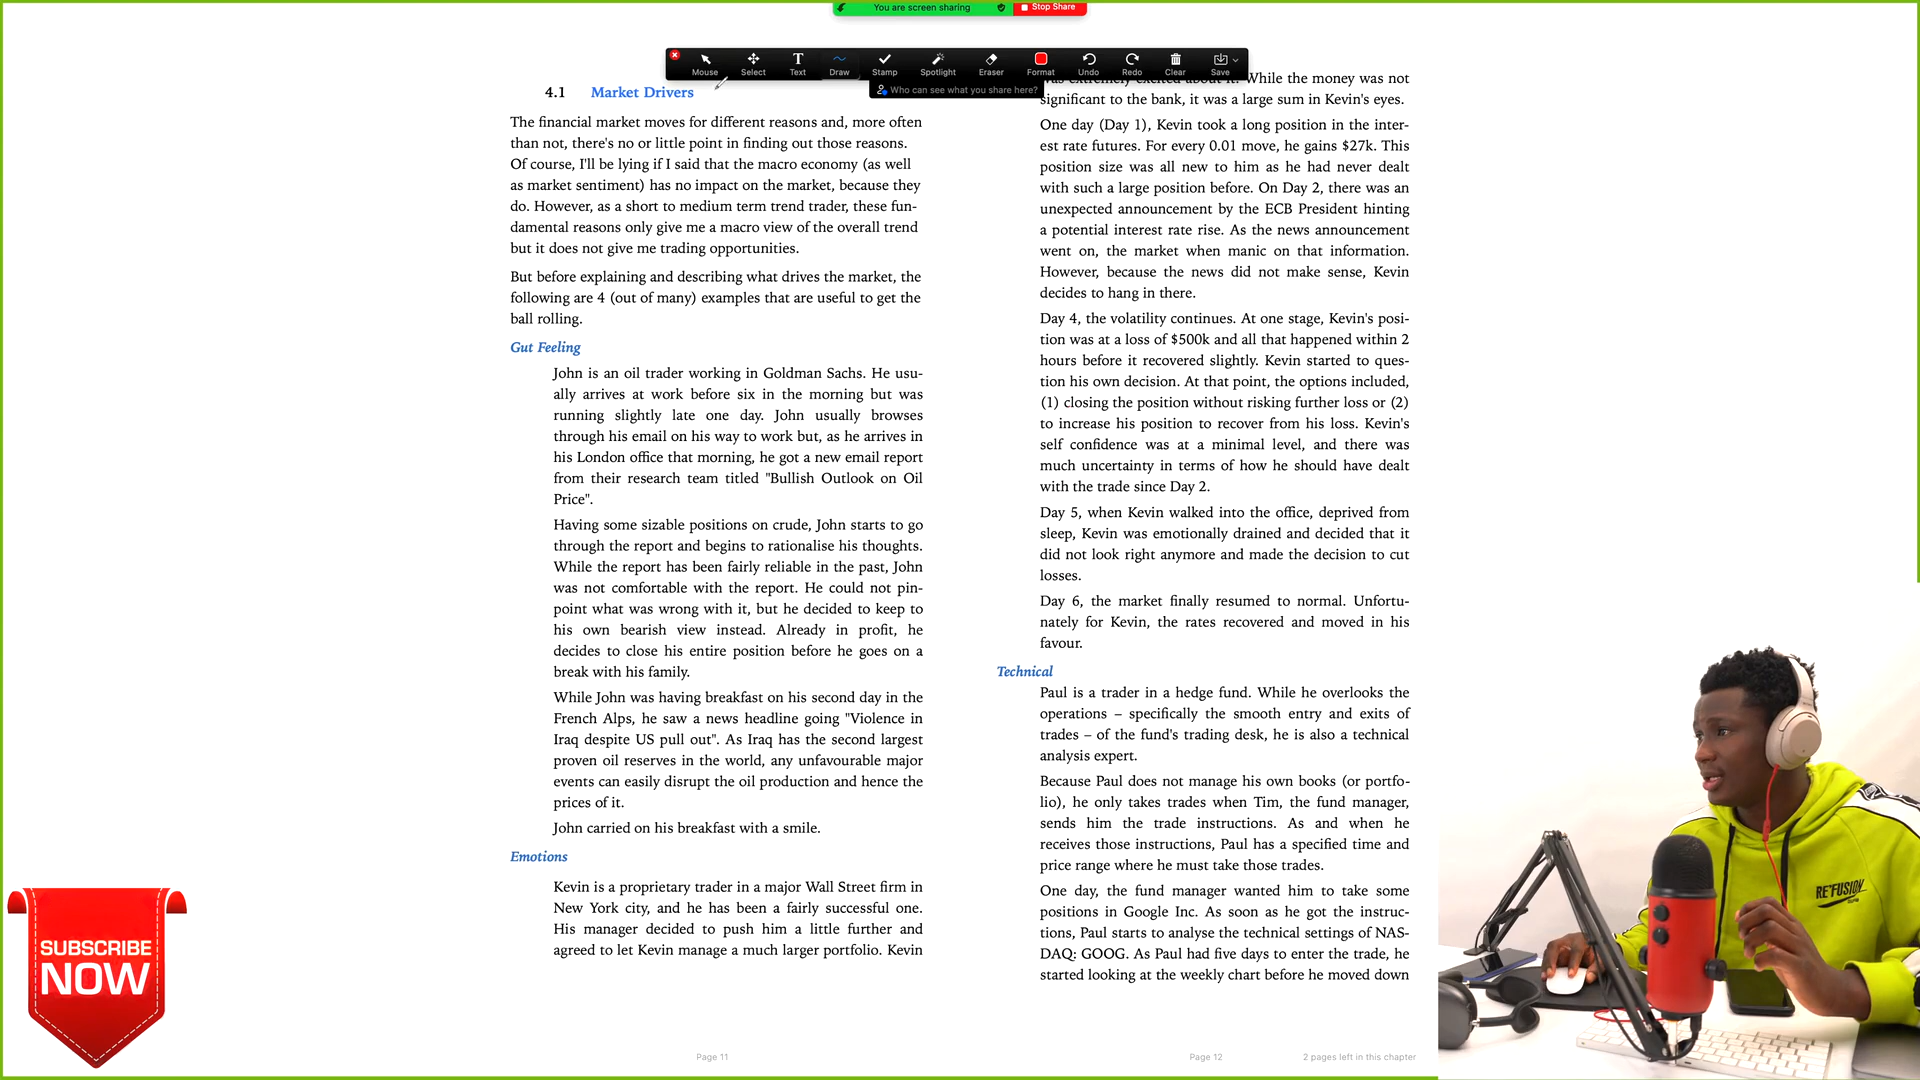 You are screen sharing
Stop Share
Mouse
Select
Text
Draw
Stamp
Spotlight
Eraser
Format
Undo
Redo
Clear
Save
Who can see what you share here?
4.1 Market Drivers
The financial market moves for different reasons and, more often
than not, there's no or little point in finding out those reasons.
Of course, I'll be lying if I said that the macro economy (as well
as market sentiment) has no impact on the market, because they
do. However, as a short to medium term trend trader, these fun-
damental reasons only give me a macro view of the overall trend
but it does not give me trading opportunities.
But before explaining and describing what drives the market, the
following are 4 (out of many) examples that are useful to get the
ball rolling.
Gut Feeling
John is an oil trader working in Goldman Sachs. He usu-
ally arrives at work before six in the morning but was
running slightly late one day. John usually browses
through his email on his way to work but, as he arrives in
his London office that morning, he got a new email report
from their research team titled "Bullish Outlook on Oil
Price".
Having some sizable positions on crude, John starts to go
through the report and begins to rationalise his thoughts.
While the report has been fairly reliable in the past, John
was not comfortable with the report. He could not pin-
point what was wrong with it, but he decided to keep to
his own bearish view instead. Already in profit, he
decides to close his entire position before he goes on a
break with his family.
While John was having breakfast on his second day in the
French Alps, he saw a news headline going "Violence in
Iraq despite US pull out". As Iraq has the second largest
proven oil reserves in the world, any unfavourable major
events can easily disrupt the oil production and hence the
prices of it.
John carried on his breakfast with a smile.
Emotions
Kevin is a proprietary trader in a major Wall Street firm in
New York city, and he has been a fairly successful one.
His manager decided to push him a little further and
agreed to let Kevin manage a much larger portfolio. Kevin
Page 11
was extremely excited about it. While the money was not
significant to the bank, it was a large sum in Kevin's eyes.
One day (Day 1), Kevin took a long position in the inter-
est rate futures. For every 0.01 move, he gains $27k. This
position size was all new to him as he had never dealt
with such a large position before. On Day 2, there was an
unexpected announcement by the ECB President hinting
a potential interest rate rise. As the news announcement
went on, the market when manic on that information.
However, because the news did not make sense, Kevin
decides to hang in there.
Day 4, the volatility continues. At one stage, Kevin's posi-
tion was at a loss of $500k and all that happened within 2
hours before it recovered slightly. Kevin started to ques-
tion his own decision. At that point, the options included,
(1) closing the position without risking further loss or (2)
to increase his position to recover from his loss. Kevin's
self confidence was at a minimal level, and there was
much uncertainty in terms of how he should have dealt
with the trade since Day 2.
Day 5, when Kevin walked into the office, deprived from
sleep, Kevin was emotionally drained and decided that it
did not look right anymore and made the decision to cut
losses.
Day 6, the market finally resumed to normal. Unfortu-
nately for Kevin, the rates recovered and moved in his
favour.
Technical
Paul is a trader in a hedge fund. While he overlooks the
operations – specifically the smooth entry and exits of
trades – of the fund's trading desk, he is also a technical
analysis expert.
Because Paul does not manage his own books (or portfo-
lio), he only takes trades when Tim, the fund manager,
sends him the trade instructions. As and when he
receives those instructions, Paul has a specified time and
price range where he must take those trades.
One day, the fund manager wanted him to take some
positions in Google Inc. As soon as he got the instruc-
tions, Paul starts to analyse the technical settings of NAS-
DAQ: GOOG. As Paul had five days to enter the trade, he
started looking at the weekly chart before he moved down
Page 12
2 pages left in this chapter
SUBSCRIBE
NOW
RE'FUSION